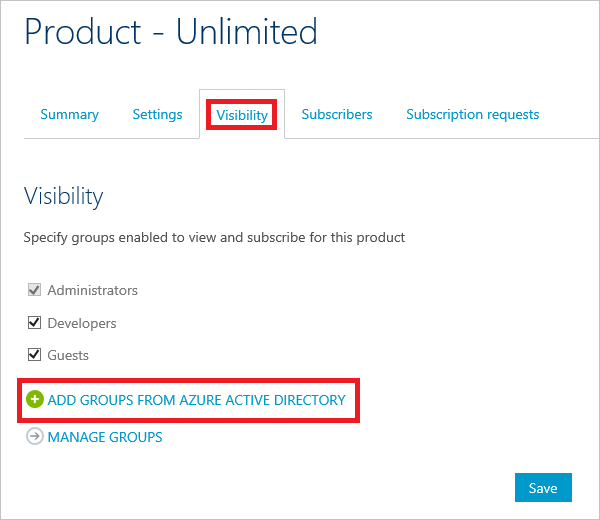 Product - Unlimited
Summary Settings Visibility Subscribers Subscription requests
Visibility
Specify groups enabled to view and subscribe for this product
Administrators
Developers
Guests
ADD GROUPS FROM AZURE ACTIVE DIRECTORY
MANAGE GROUPS
Save